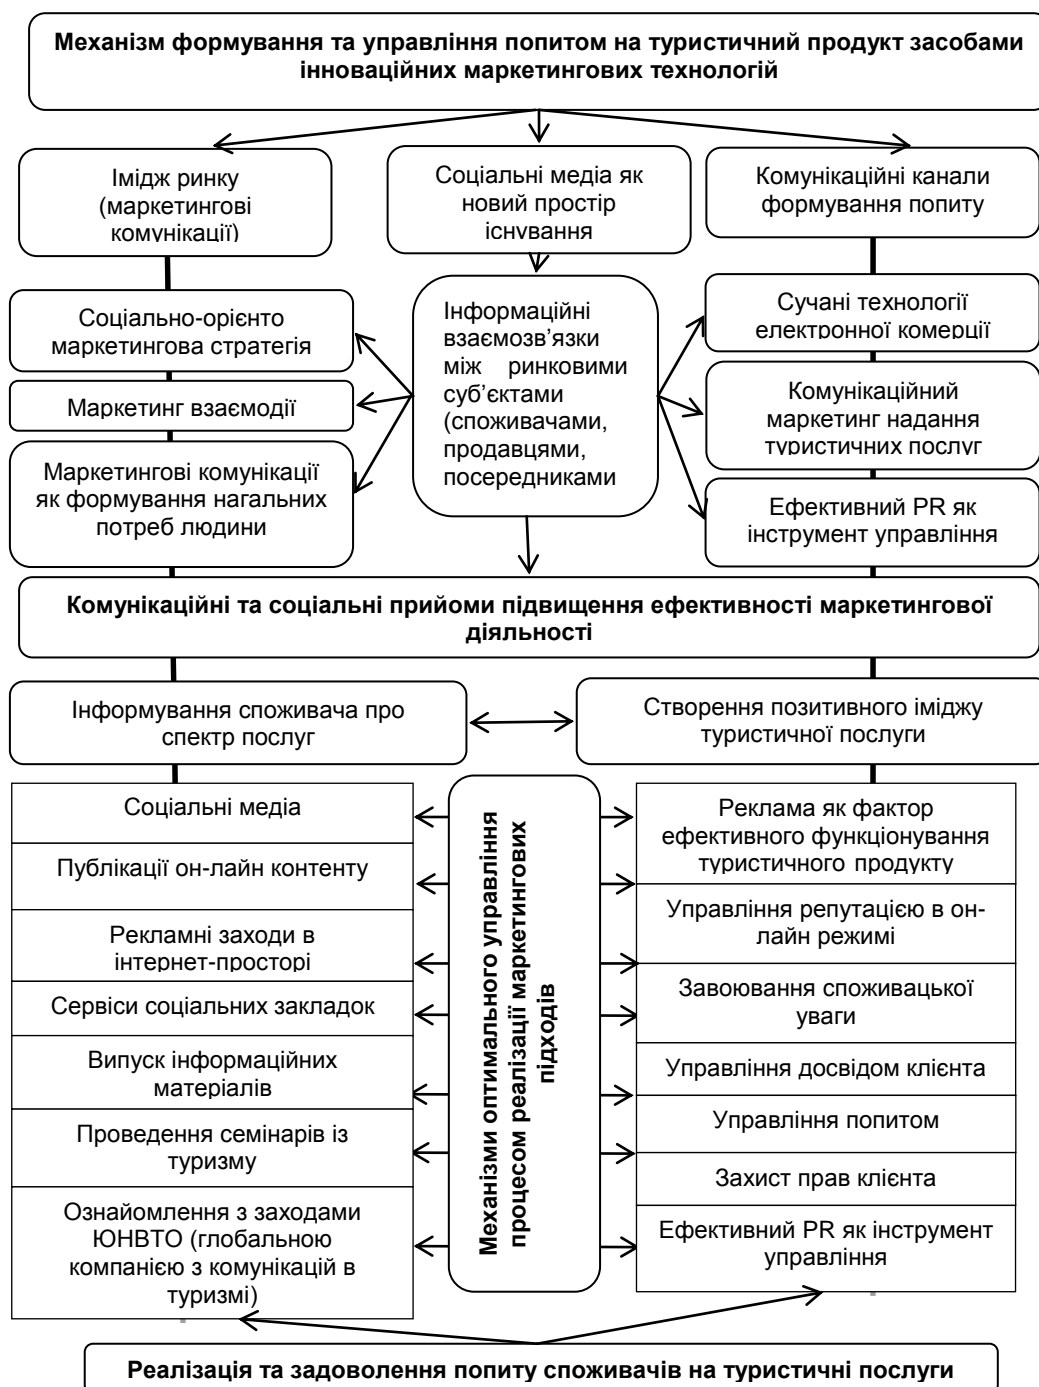 Механізм формування та управління попитом на туристичний продукт засобами
інноваційних маркетингових технологій
Імідж ринку
(маркетингові
комунікації)
Соціальні медіа як
новий простір
існування
Комунікаційні канали
формування попиту
Соціально-орієнто
маркетингова стратегія
Маркетинг взаємодії
Маркетингові комунікації
як формування нагальних
потреб людини
Інформаційні
взаємозв’язки
між ринковими
суб’єктами
(споживачами,
продавцями,
посередниками
Сучані технології
електронної комерції
Комунікаційний
маркетинг надання
туристичних послуг
Ефективний PR як
інструмент управління
Комунікаційні та соціальні прийоми підвищення ефективності маркетингової
діяльності
Інформування споживача про
спектр послуг
Створення позитивного іміджу
туристичної послуги
Соціальні медіа
Публікації он-лайн контенту
Рекламні заходи в
інтернет-просторі
Сервіси соціальних закладок
Випуск інформаційних
матеріалів
Проведення семінарів із
туризму
Ознайомлення з заходами
ЮНВТО (глобальною
компанією з комунікацій в
туризмі)
Механізми оптимального управління
процесом реалізації маркетингових
підходів
Реклама як фактор
ефективного функціонування
туристичного продукту
Управління репутацією в он-
лайн режимі
Завоювання споживацької
уваги
Управління досвідом клієнта
Управління попитом
Захист прав клієнта
Ефективний PR як інструмент
управління
Реалізація та задоволення попиту споживачів на туристичні послуги